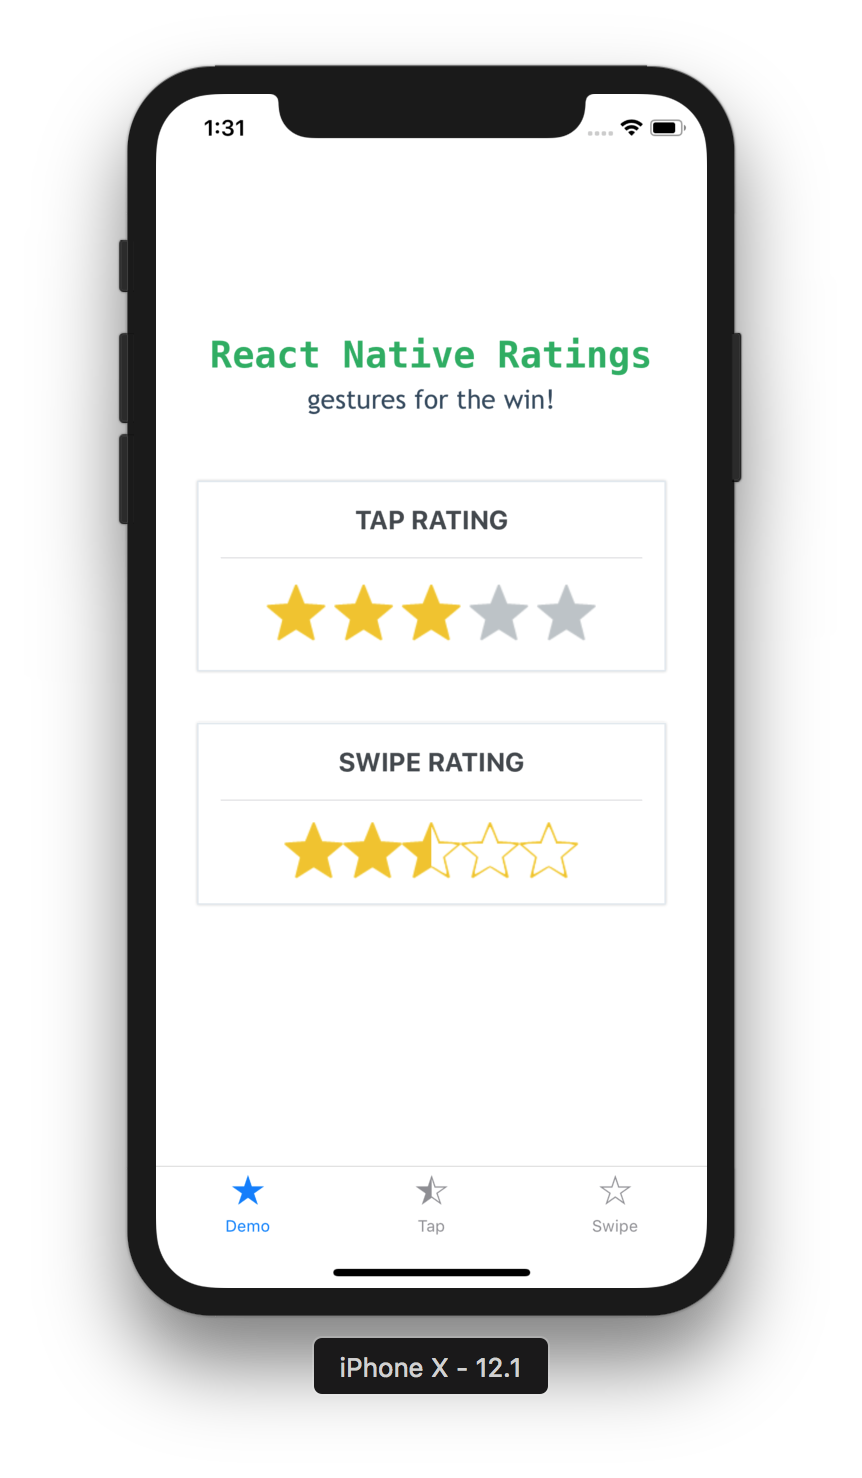 1:31
React Native Ratings
gestures for the win!
TAP RATING
SWIPE RATING
Demo
Tap
Swipe
iPhone X - 12.1